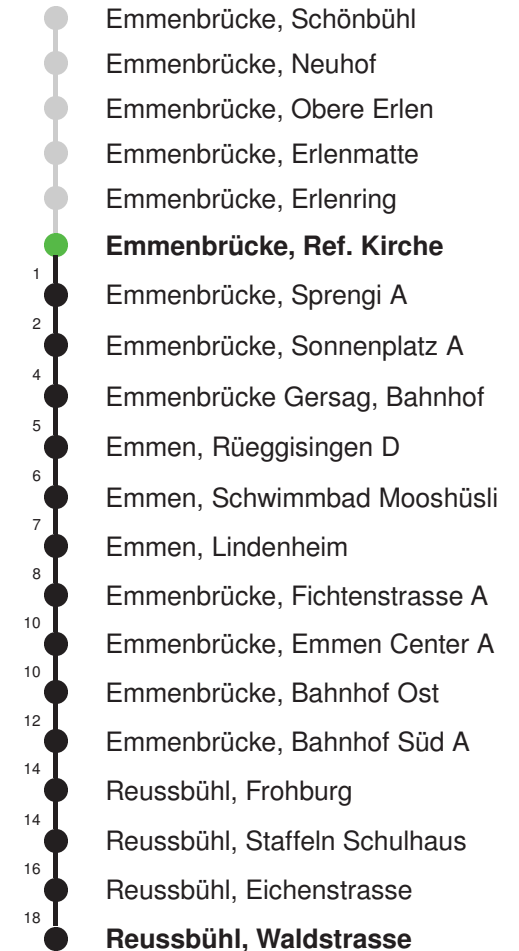 Emmenbrücke, Schönbühl
Emmenbrücke, Neuhof
Emmenbrücke, Obere Erlen
Emmenbrücke, Erlenmatte
Emmenbrücke, Erlenring
Emmenbrücke, Ref. Kirche
1
Emmenbrücke, Sprengi A
2
Emmenbrücke, Sonnenplatz A
4
Emmenbrücke Gersag, Bahnhof
5
Emmen, Rüeggisingen D
6
Emmen, Schwimmbad Mooshüsli
7
Emmen, Lindenheim
8
Emmenbrücke, Fichtenstrasse A
10
Emmenbrücke, Emmen Center A
10
Emmenbrücke, Bahnhof Ost
12
Emmenbrücke, Bahnhof Süd A
14
Reussbühl, Frohburg
14
Reussbühl, Staffeln Schulhaus
16
Reussbühl, Eichenstrasse
18
Reussbühl, Waldstrasse